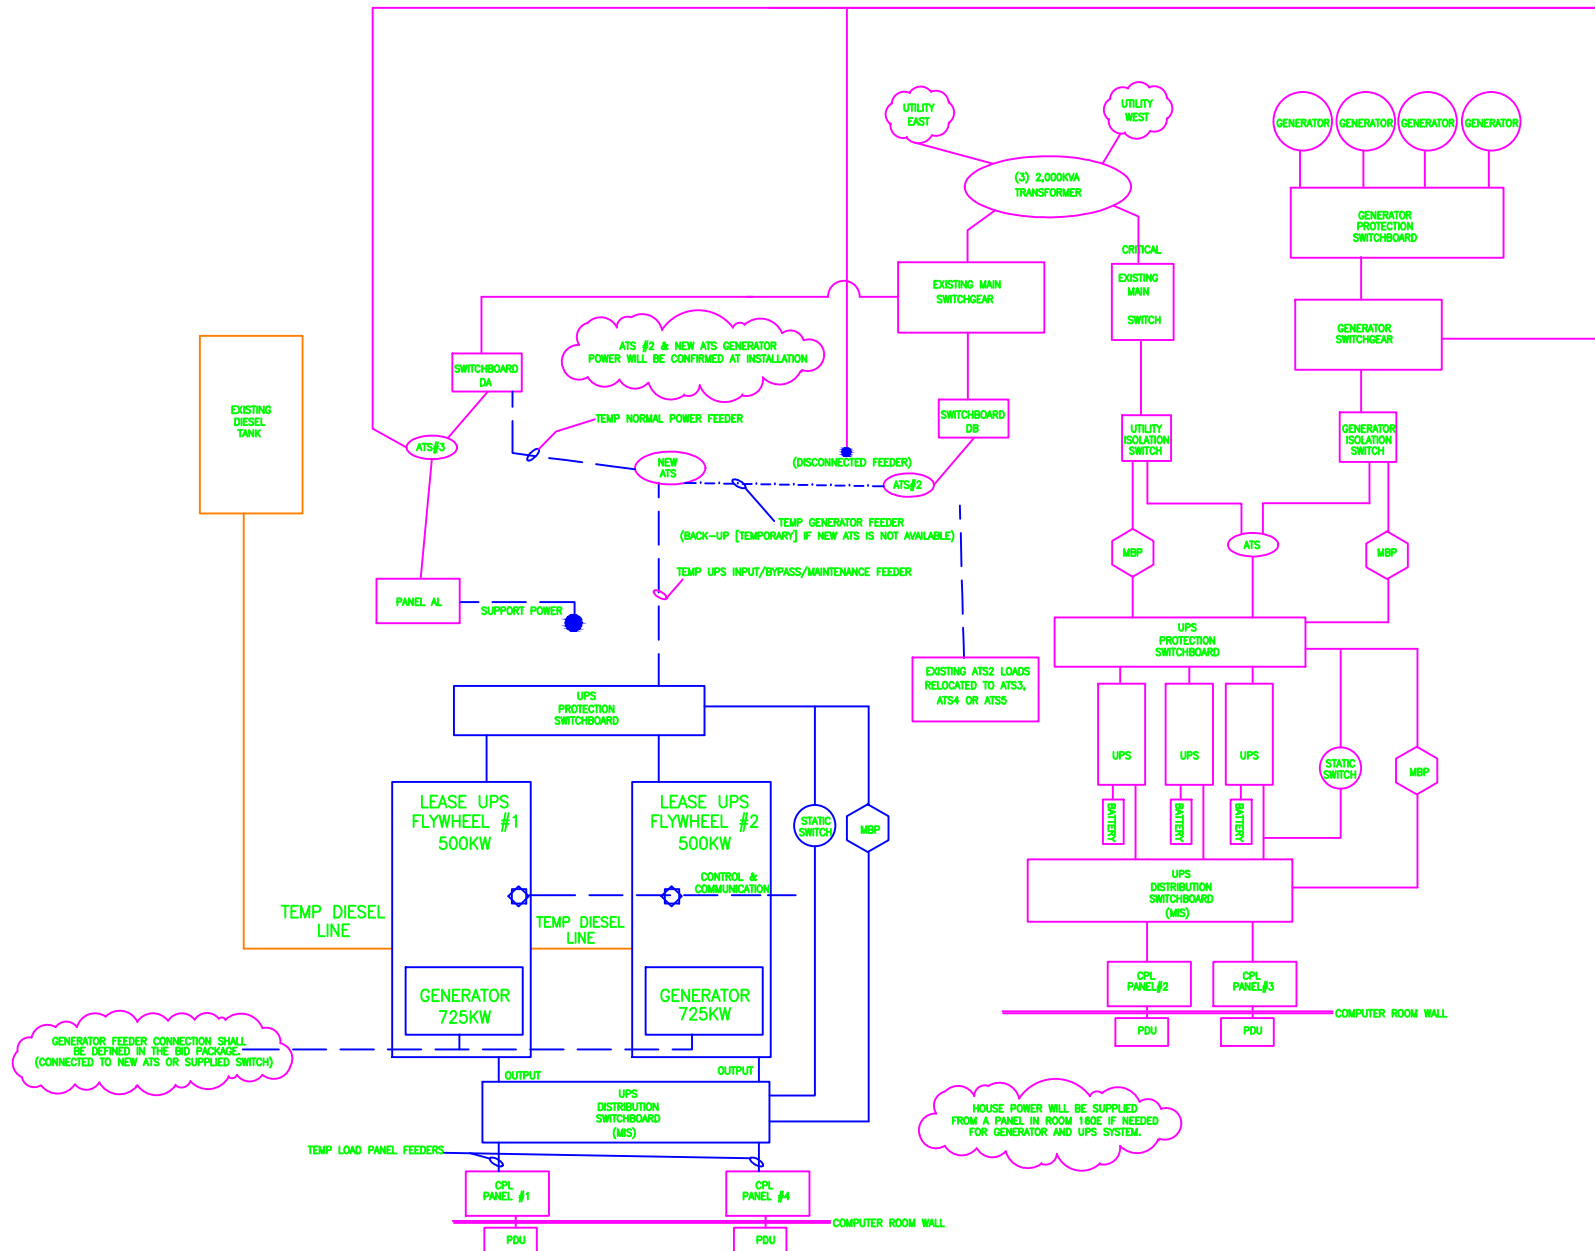 UTILITY
EAST
UTILITY
WEST
GENERATOR
GENERATOR
GENERATOR
GENERATOR
(3) 2,000KVA
TRANSFORMER
GENERATOR
PROTECTION
SWITCHBOARD
CRITICAL
EXISTING MAIN
SWITCHGEAR
EXISTING
MAIN
SWITCH
GENERATOR
SWITCHGEAR
ATS #2 & NEW ATS GENERATOR
POWER WILL BE CONFIRMED AT INSTALLATION
SWITCHBOARD
DA
EXISTING
DIESEL
TANK
TEMP NORMAL POWER FEEDER
SWITCHBOARD
DB
UTILITY
ISOLATION
SWITCH
GENERATOR
ISOLATION
SWITCH
ATS#3
NEW
ATS
(DISCONNECTED FEEDER)
ATS#2
TEMP GENERATOR FEEDER
(BACK-UP [TEMPORARY] IF NEW ATS IS NOT AVAILABLE)
MBP
ATS
MBP
TEMP UPS INPUT/BYPASS/MAINTENANCE FEEDER
PANEL AL
SUPPORT POWER
UPS
PROTECTION
SWITCHBOARD
EXISTING ATS2 LOADS
RELOCATED TO ATS3,
ATS4 OR ATS5
UPS
PROTECTION
SWITCHBOARD
UPS
UPS
UPS
STATIC
SWITCH
MBP
BATTERY
BATTERY
BATTERY
LEASE UPS
FLYWHEEL #1
500KW
LEASE UPS
FLYWHEEL #2
500KW
STATIC
SWITCH
MBP
CONTROL &
COMMUNICATION
UPS
DISTRIBUTION
SWITCHBOARD
(MIS)
TEMP DIESEL
LINE
TEMP DIESEL
LINE
CPL
PANEL#2
CPL
PANEL#3
GENERATOR
725KW
GENERATOR
725KW
COMPUTER ROOM WALL
PDU
PDU
GENERATOR FEEDER CONNECTION SHALL
BE DEFINED IN THE BID PACKAGE.
(CONNECTED TO NEW ATS OR SUPPLIED SWITCH)
OUTPUT
OUTPUT
UPS
DISTRIBUTION
SWITCHBOARD
(MIS)
HOUSE POWER WILL BE SUPPLIED
FROM A PANEL IN ROOM 160E IF NEEDED
FOR GENERATOR AND UPS SYSTEM.
TEMP LOAD PANEL FEEDERS
CPL
PANEL #1
CPL
PANEL #4
COMPUTER ROOM WALL
PDU
PDU